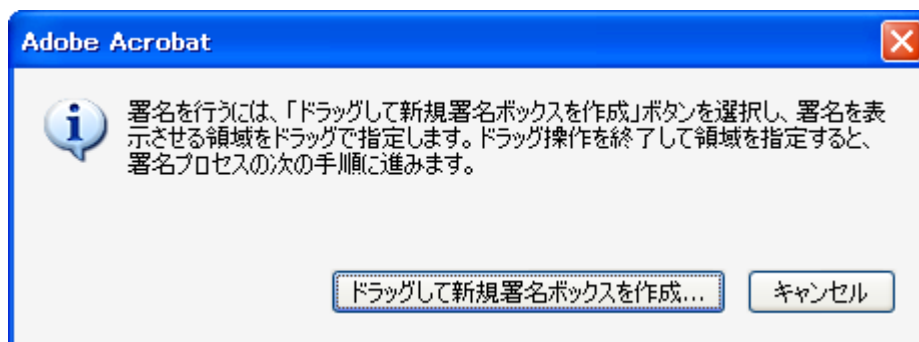 Adobe Acrobat
署名を行うには、「ドラッグして新規署名ボックスを作成」ボタンを選択し、署名を表
示させる領域をドラッグで指定します。ドラッグ操作を終了して領域を指定すると、
署名プロセスの次の手順に進みます。
ドラッグして新規署名ボックスを作成... キャンセル